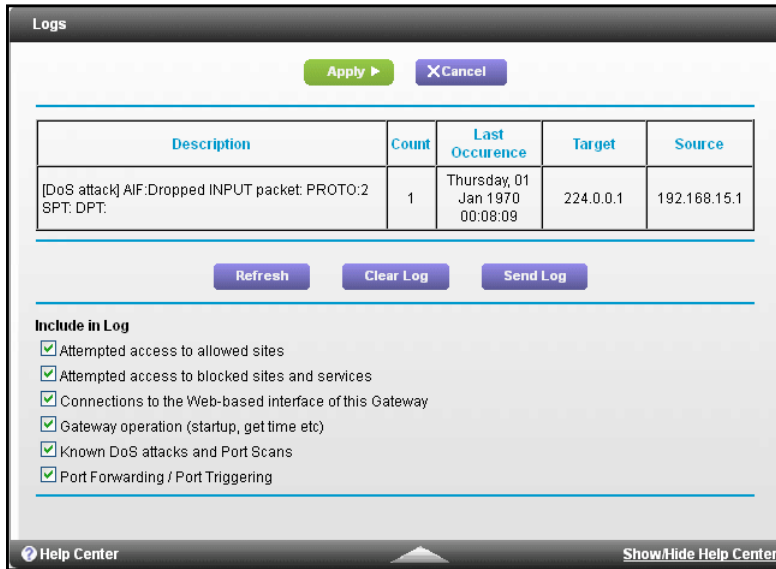 Logs
Apply
Cancel
Description
Count
Last
Occurence
Target
Source
[DoS attack] AIF:Dropped INPUT packet: PROTO:2
SPT: DPT:
1
Thursday, 01
Jan 1970
00:08:09
224.0.0.1
192.168.15.1
Refresh
Clear Log
Send Log
Include in Log
Attempted access to allowed sites
Attempted access to blocked sites and services
Connections to the Web-based interface of this Gateway
Gateway operation (startup, get time etc)
Known DoS attacks and Port Scans
Port Forwarding / Port Triggering
Help Center
Show/Hide Help Center